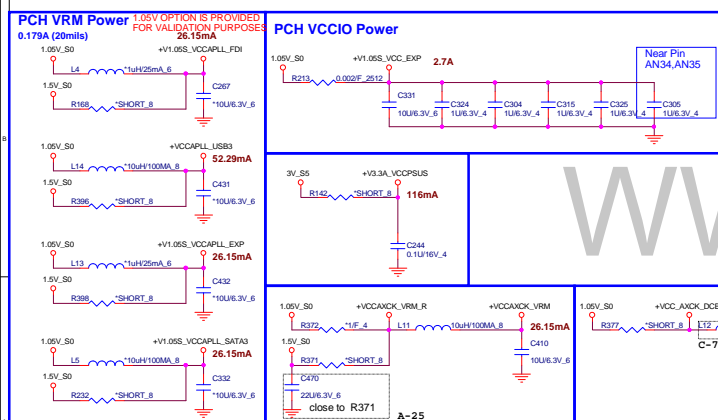 PCH VRM Power
1.05V OPTION IS PROVIDED
FOR VALIDATION PURPOSES
0.179A (20mils)
26.15mA
1.05V_S0
+V1.05S_VCCAPLL_FDI
L4
*1uH/25mA_6
1.5V_S0
C267
*10U/6.3V_6
R168
*SHORT_8
+VCCAPLL_USB3
1.05V_S0
52.29mA
L14
*10uH/100MA_8
1.5V_S0
C431
*10U/6.3V_6
R396
*SHORT_8
1.05V_S0
+V1.05S_VCCAPLL_EXP
26.15mA
L13
*1uH/25mA_6
1.5V_S0
C432
*10U/6.3V_6
R398
*SHORT_8
1.05V_S0
+V1.05S_VCCAPLL_SATA3
26.15mA
L5
*10uH/100MA_8
1.5V_S0
C332
*10U/6.3V_6
R232
*SHORT_8
PCH VCCIO Power
1.05V_S0
+V1.05S_VCC_EXP
2.7A
R213
0.002/F_2512
Near Pin
AN34,AN35
C331
10U/6.3V_6
C324
1U/6.3V_4
C304
1U/6.3V_4
C315
1U/6.3V_4
C325
1U/6.3V_4
C305
1U/6.3V_4
3V_S5
+V3.3A_VCCPSUS
R142
*SHORT_8
116mA
C244
0.1U/16V_4
1.05V_S0
+VCCAXCK_VRM_R
+VCCAXCK_VRM
R372
*1/F_4
L11
10uH/100MA_8
26.15mA
1.5V_S0
R371
*SHORT_8
C410
10U/6.3V_6
C470
22U/6.3V_6
close to R371
A-25
1.05V_S0
R377
*SHORT_8
L12
B